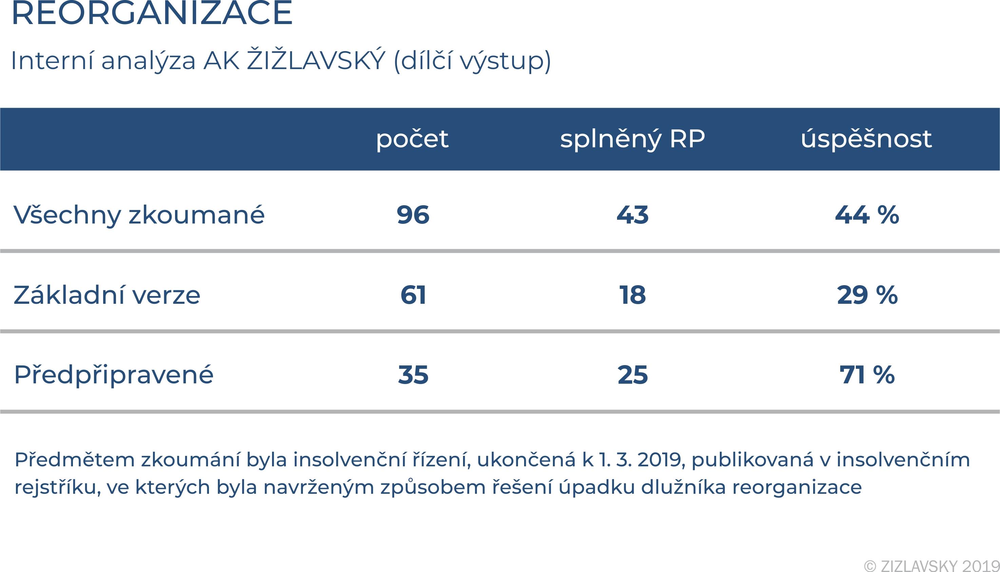 REORGANIZACE
Interní analýza AK ŽIŽLAVSKÝ (dílčí výstup)
počet splněný RP úspěšnost
Všechny zkoumané 96 43 44 %
Základní verze 61 18 29 %
Předpřipravené 35 25 71 %
Předmětem zkoumání byla insolvenční řízení, ukončená k 1. 3. 2019, publikovaná v insolvenčním
rejstříku, ve kterých byla navrženým způsobem řešení úpadku dlužníka reorganizace
© ZIZLAVSKY 2019